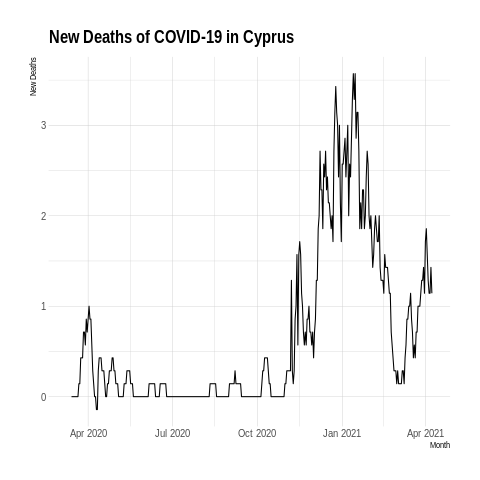 New Deaths of COVID-19 in Cyprus
New Deaths
3
2
1
0
Apr 2020
Jul 2020
Oct 2020
Jan 2021
Apr 2021
Month